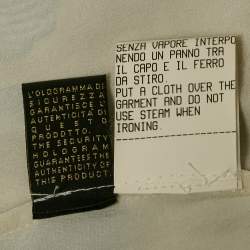 L'OLOGRAMMA DI
SICUREZZA
GARANTISCE L'
AUTENTICITÀ DI
QUESTO
PRODOTTO.
THE SECURITY
HOLOGRAM
GUARANTEES THE
AUTHENTICITY OF
THIS PRODUCT.
SENZA VAPORE INTERPO
NENDO UN PANNO TRA
IL CAPO E IL FERRO
DA STIRO.
PUT A CLOTH OVER THE
GARMENT AND DO NOT
USE STEAM WHEN
IRONING.